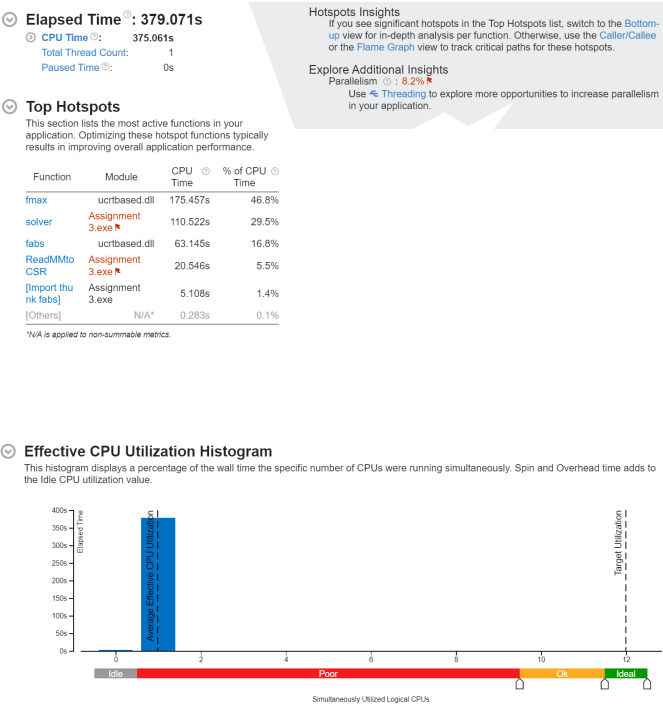 Elapsed Time: 379.071s
CPU Time: 375.061s
Total Thread Count: 1
Paused Time: 0s
Hotspots Insights
If you see significant hotspots in the Top Hotspots list, switch to the Bottom-
up view for in-depth analysis per function. Otherwise, use the Caller/Callee
or the Flame Graph view to track critical paths for these hotspots.
Explore Additional Insights
Parallelism : 8.2%
Use Threading to explore more opportunities to increase parallelism
in your application.
Top Hotspots
This section lists the most active functions in your
application. Optimizing these hotspot functions typically
results in improving overall application performance.
Function Module CPU Time % of CPU Time
fmax ucrtbased.dll 175.457s 46.8%
solver Assignment 3.exe 110.522s 29.5%
fabs ucrtbased.dll 63.145s 16.8%
ReadMMto CSR Assignment 3.exe 20.546s 5.5%
[Import thu nk fabs] Assignment 3.exe 5.108s 1.4%
[Others] N/A* 0.283s 0.1%
*N/A is applied to non-summable metrics.
Effective CPU Utilization Histogram
This histogram displays a percentage of the wall time the specific number of CPUs were running simultaneously. Spin and Overhead time adds to
the Idle CPU utilization value.
400s
350s
300s
250s
200s
150s
100s
50s
0s
Elapsed Time
Average Effective CPU Utilization
Target Utilization
0 2 4 6 8 10 12
Idle Poor Ok Ideal
Simultaneously Utilized Logical CPUs